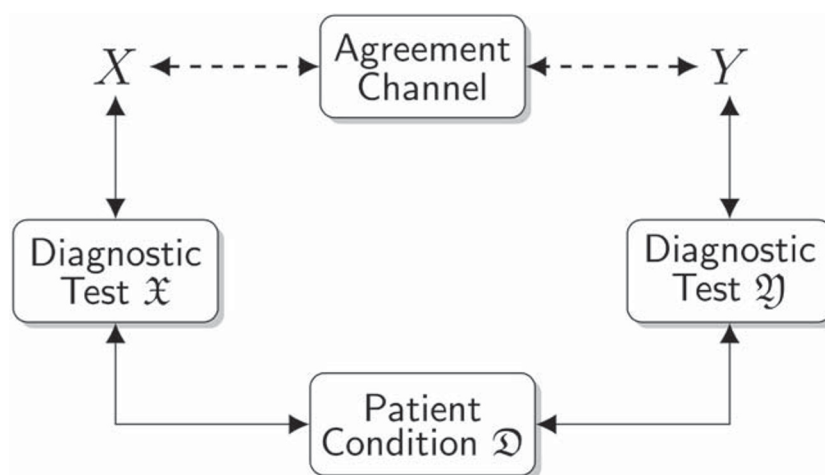 X
Agreement
Channel
Y
Diagnostic
Test 𝔛
Diagnostic
Test 𝔜
Patient
Condition 𝔇